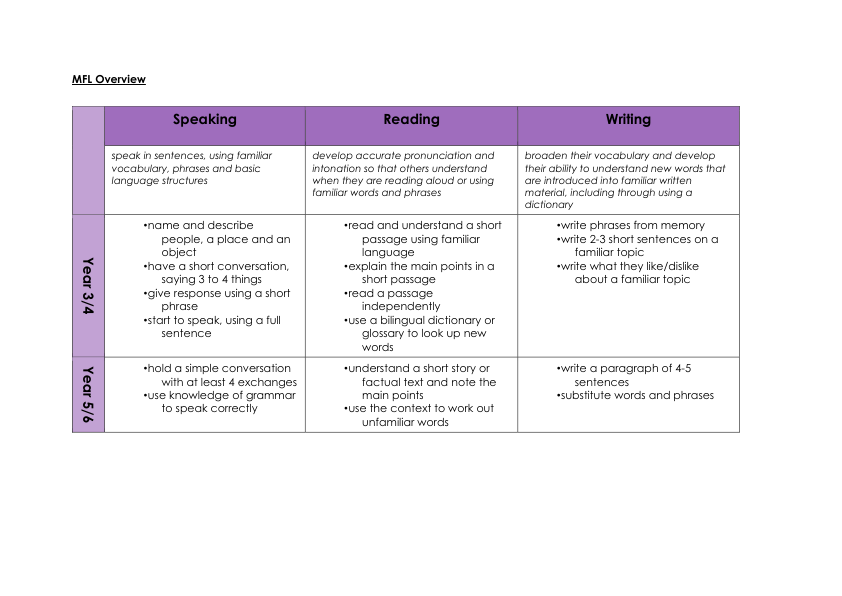 MFL Overview
Speaking
Reading
Writing
speak in sentences, using familiar
vocabulary, phrases and basic
language structures
develop accurate pronunciation and
intonation so that others understand
when they are reading aloud or using
familiar words and phrases
broaden their vocabulary and develop
their ability to understand new words that
are introduced into familiar written
material, including through using a
dictionary
Year 3/4
•name and describe
people, a place and an
object
•have a short conversation,
saying 3 to 4 things
•give response using a short
phrase
•start to speak, using a full
sentence
•read and understand a short
passage using familiar
language
•explain the main points in a
short passage
•read a passage
independently
•use a bilingual dictionary or
glossary to look up new
words
•write phrases from memory
•write 2-3 short sentences on a
familiar topic
•write what they like/dislike
about a familiar topic
Year 5/6
•hold a simple conversation
with at least 4 exchanges
•use knowledge of grammar
to speak correctly
•understand a short story or
factual text and note the
main points
•use the context to work out
unfamiliar words
•write a paragraph of 4-5
sentences
•substitute words and phrases